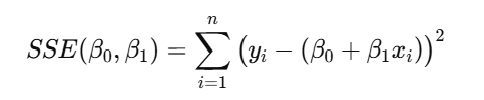 SSE(β₀, β₁) = ∑ᵢ₌₁ⁿ (yᵢ − (β₀ + β₁xᵢ))²